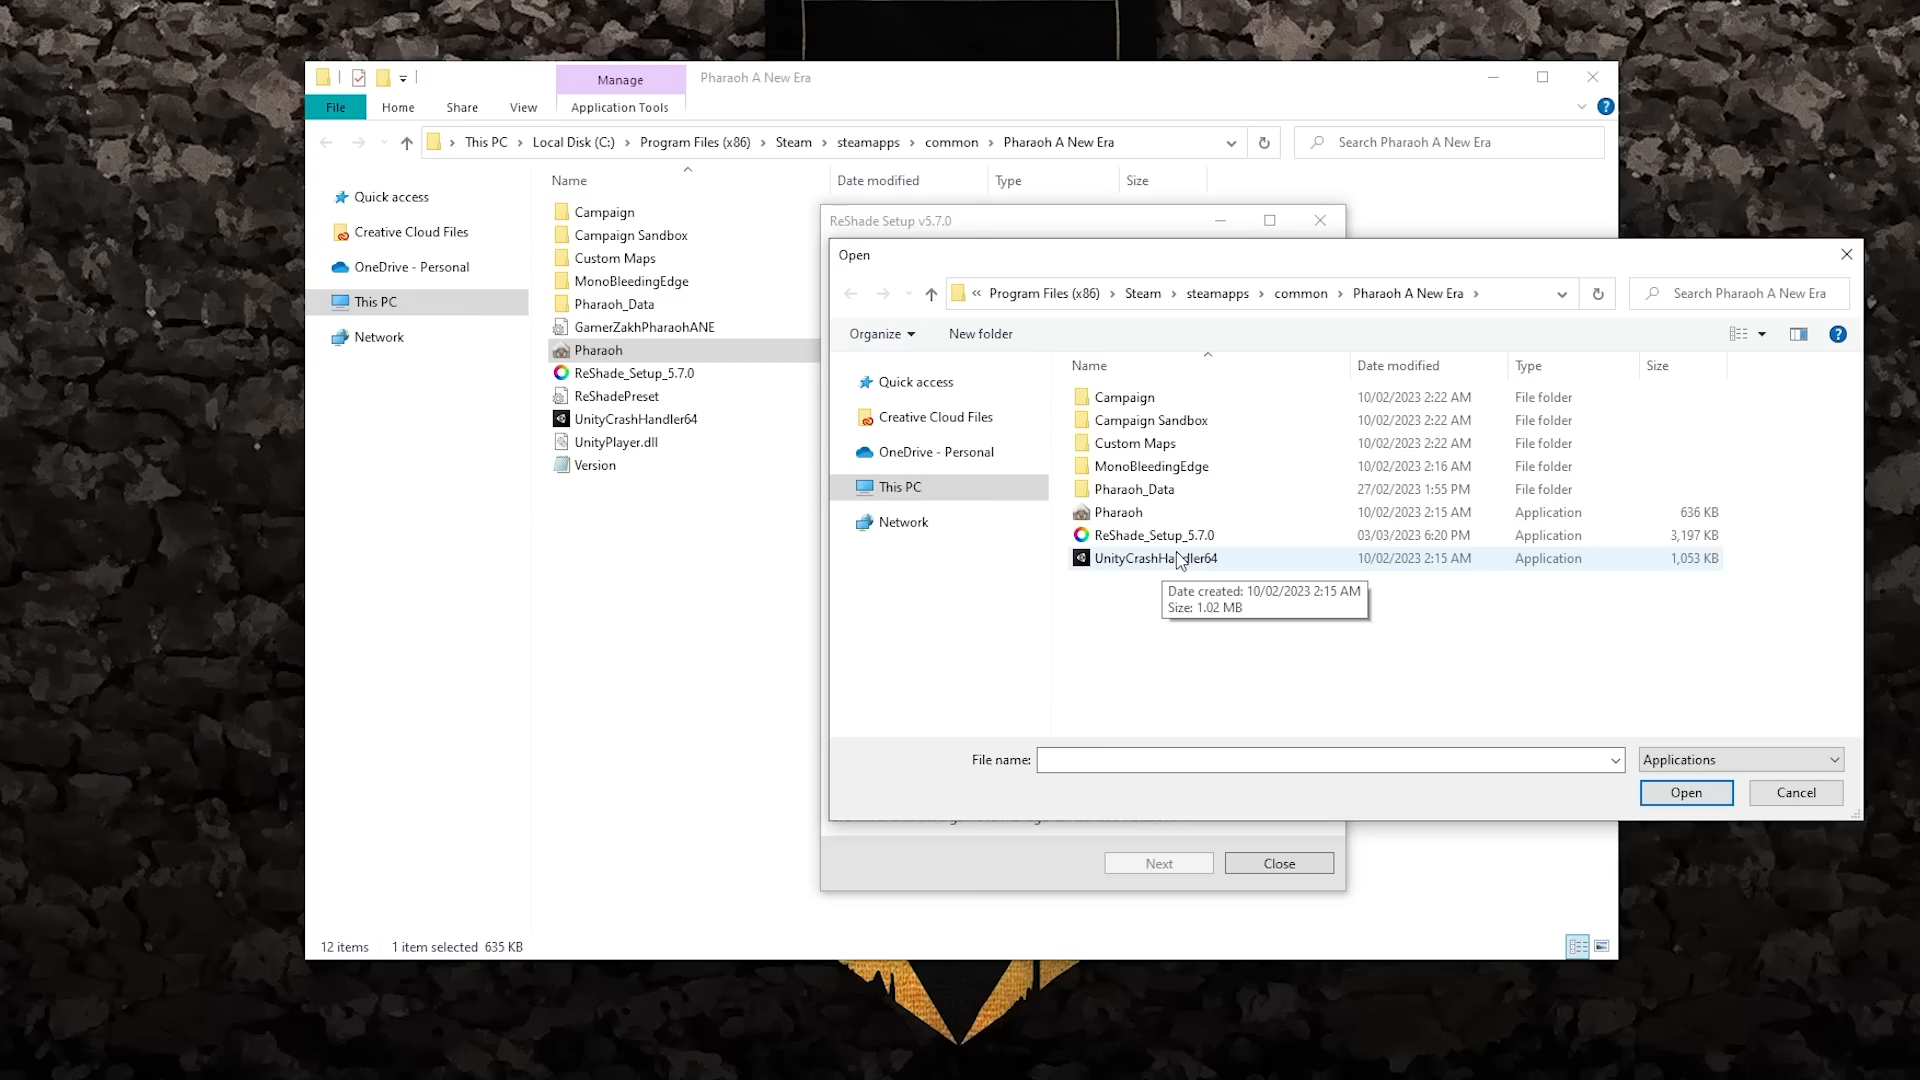 Manage
Pharaoh A New Era
File
Home
Share
View
Application Tools
This PC
Local Disk (C:)
Program Files (x86)
Steam
steamapps
common
Pharaoh A New Era
Search Pharaoh A New Era
Name
Date modified
Type
Size
Quick access
Creative Cloud Files
OneDrive - Personal
This PC
Network
Campaign
Campaign Sandbox
Custom Maps
MonoBleedingEdge
Pharaoh_Data
GamerZakhPharaohANE
Pharaoh
ReShade_Setup_5.7.0
ReShadePreset
UnityCrashHandler64
UnityPlayer.dll
Version
12 items
1 item selected 635 KB
ReShade Setup v5.7.0
Open
« Program Files (x86)
Steam
steamapps
common
Pharaoh A New Era
Search Pharaoh A New Era
Organize
New folder
Quick access
Creative Cloud Files
OneDrive - Personal
This PC
Network
Name Date modified Type Size
Campaign 10/02/2023 2:22 AM File folder
Campaign Sandbox 10/02/2023 2:22 AM File folder
Custom Maps 10/02/2023 2:22 AM File folder
MonoBleedingEdge 10/02/2023 2:16 AM File folder
Pharaoh_Data 27/02/2023 1:55 PM File folder
Pharaoh 10/02/2023 2:15 AM Application 636 KB
ReShade_Setup_5.7.0 03/03/2023 6:20 PM Application 3,197 KB
UnityCrashHandler64 10/02/2023 2:15 AM Application 1,053 KB
Date created: 10/02/2023 2:15 AM
Size: 1.02 MB
File name:
Applications
Open
Cancel
Next
Close